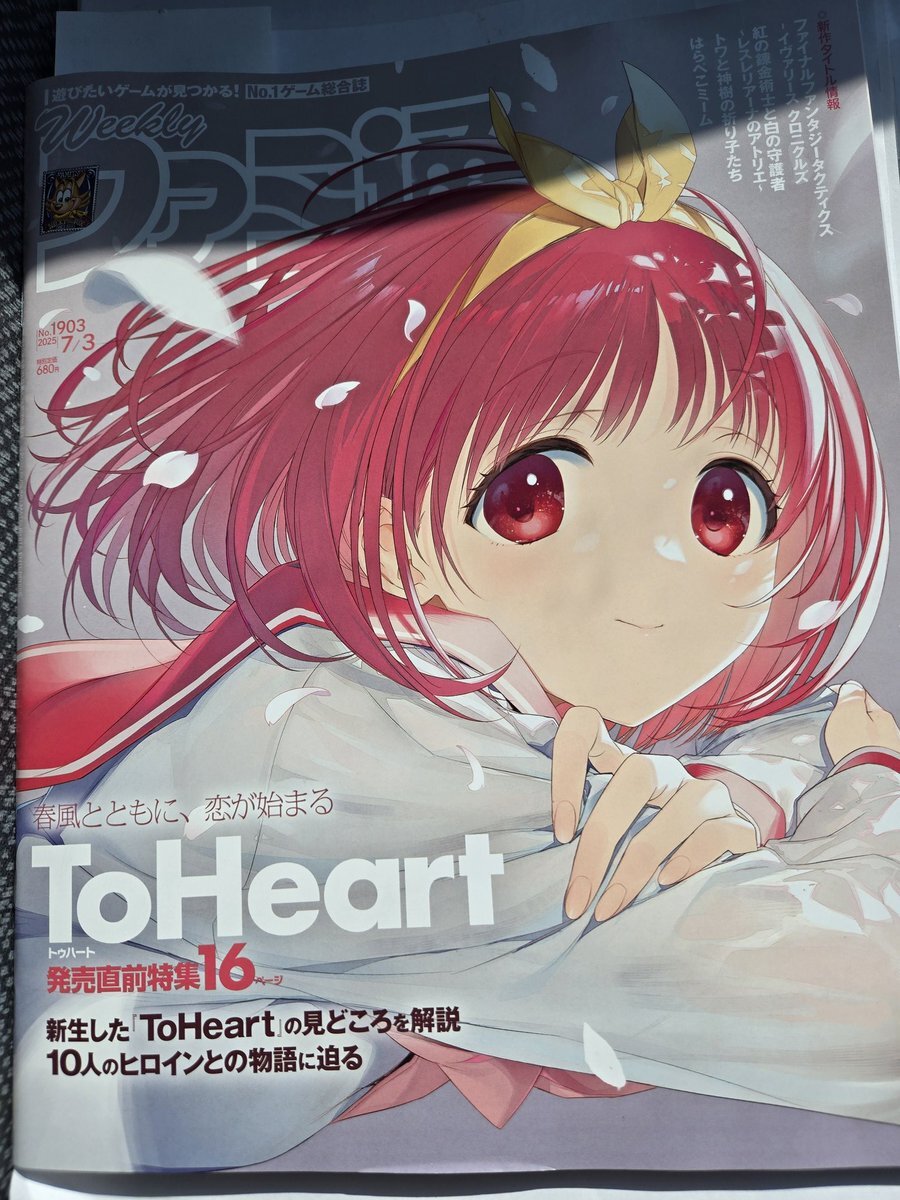 遊びたいゲームが見つかる! No.1ゲーム総合誌
Weekly
ファミ通
No.1903
2025 7/3
特別定価
680円
○新作タイトル情報
ファイナルファンタジータクティクス
-イヴァリース クロニクルズ
紅の錬金術士と白の守護者
~レスレリアーナのアトリエ~
トワと神樹の祈り子たち
はらぺこミーム
春風とともに、恋が始まる
ToHeart
トゥハート
発売直前特集16ページ
新生した『ToHeart』の見どころを解説
10人のヒロインとの物語に迫る